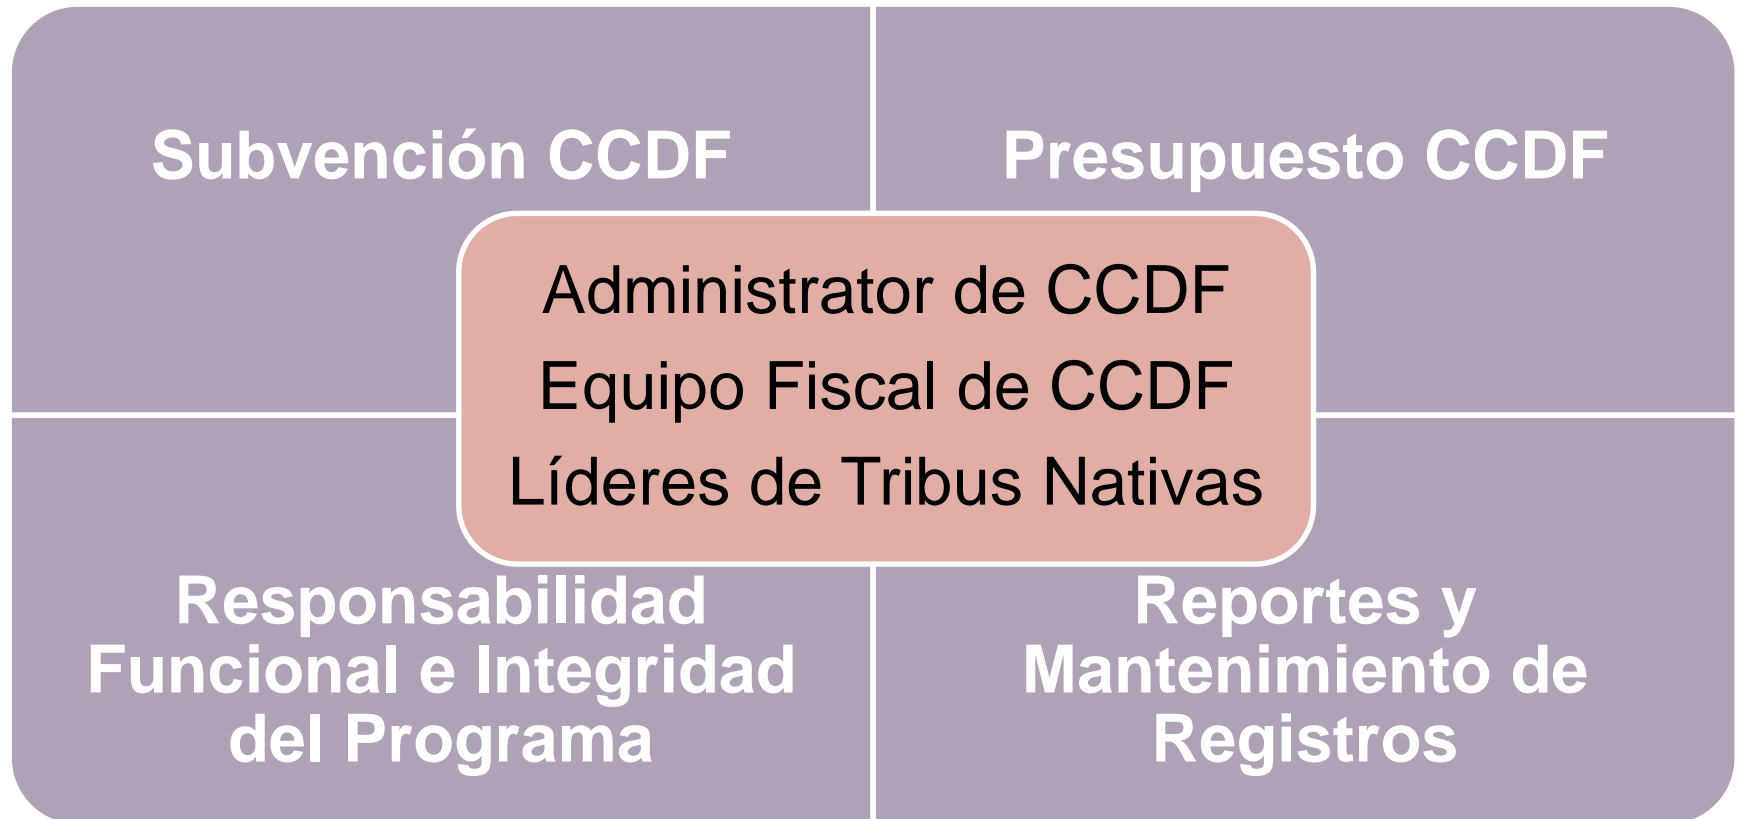 Subvención CCDF
Presupuesto CCDF
Administrator de CCDF
Equipo Fiscal de CCDF
Líderes de Tribus Nativas
Responsabilidad
Funcional e Integridad
del Programa
Reportes y
Mantenimiento de
Registros